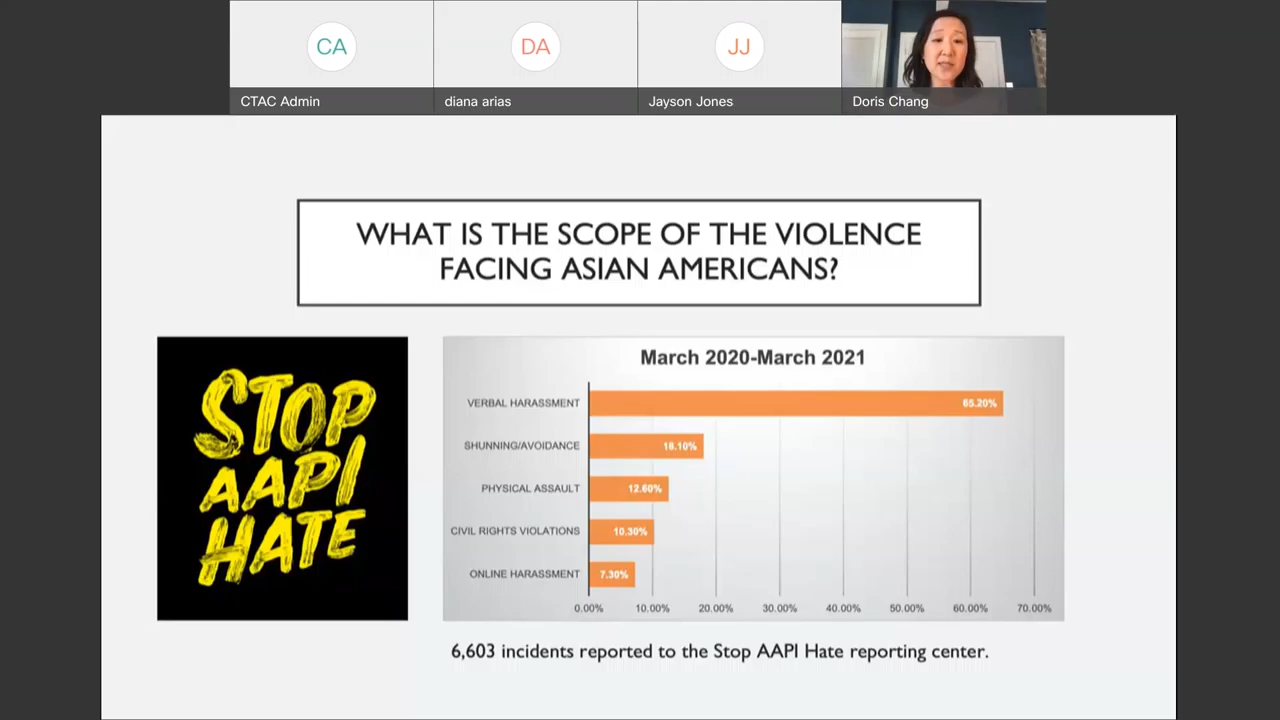 CA
DA
JJ
CTAC Admin
diana arias
Jayson Jones
Doris Chang
WHAT IS THE SCOPE OF THE VIOLENCE
FACING ASIAN AMERICANS?
STOP
AAPI
HATE
March 2020-March 2021
VERBAL HARASSMENT
65.20%
SHUNNING/AVOIDANCE
18.10%
PHYSICAL ASSAULT
12.60%
CIVIL RIGHTS VIOLATIONS
10.30%
ONLINE HARASSMENT
7.30%
0.00% 10.00% 20.00% 30.00% 40.00% 50.00% 60.00% 70.00%
6,603 incidents reported to the Stop AAPI Hate reporting center.